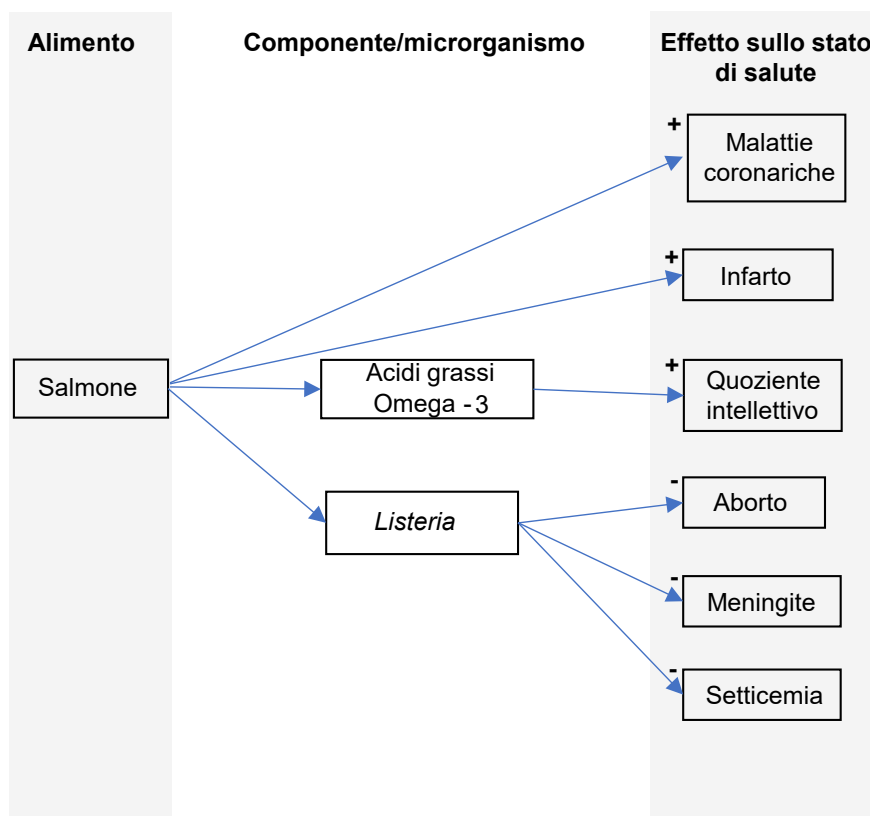 Alimento
Componente/microrganismo
Effetto sullo stato
di salute
+
Malattie
coronariche
+
Infarto
Salmone
Acidi grassi
Omega -3
+
Quoziente
intellettivo
Listeria
-
Aborto
-
Meningite
-
Setticemia